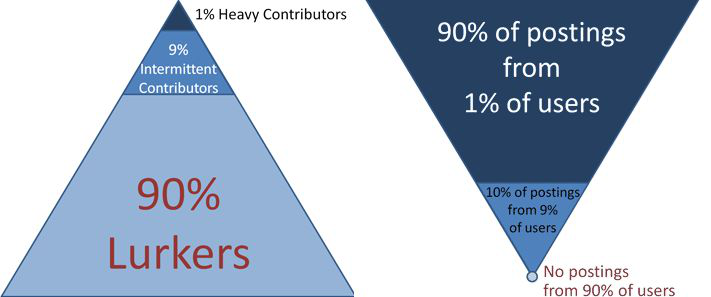 1% Heavy Contributors
9%
Intermittent
Contributors
90%
Lurkers
90% of postings
from
1% of users
10% of postings
from 9%
of users
No postings
from 90% of users